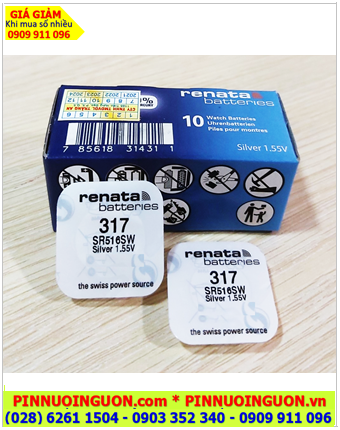 GIÁ GIẢM
Khi mua số nhiều
0909 911 096
renata
batteries
10 Watch Batteries
Uhrenbatterien
Piles pour montres
Silver 1.55V
7 85618 31431 1
renata
batteries
317
SR516SW
Silver 1.55V
the swiss power source
renata
batteries
317
SR516SW
Silver 1.55V
the swiss power source
PINNUOINGUON.com * PINNUOINGUON.vn
(028) 6261 1504 - 0903 352 340 - 0909 911 096